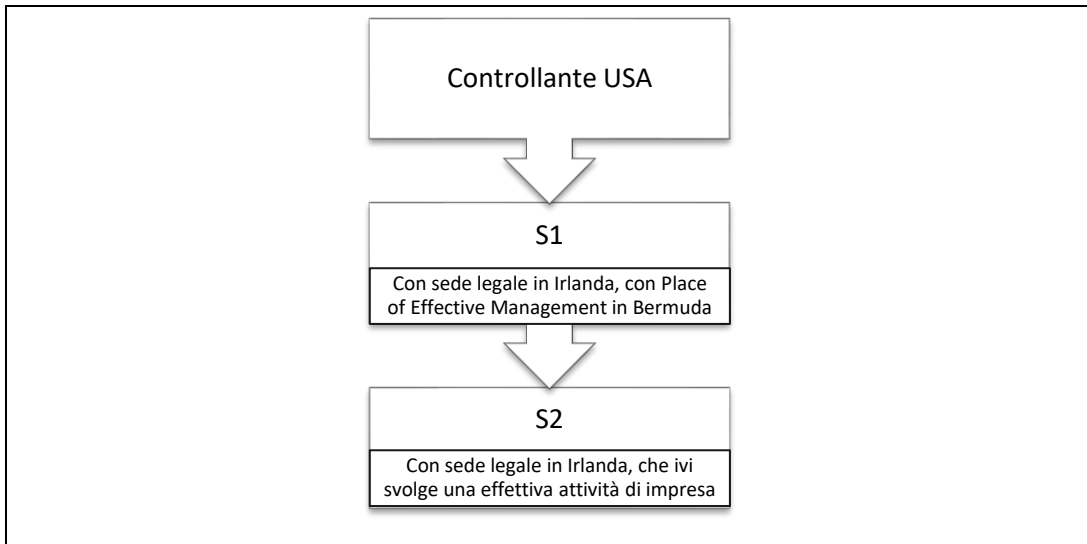 Controllante USA
S1
Con sede legale in Irlanda, con Place
of Effective Management in Bermuda
S2
Con sede legale in Irlanda, che ivi
svolge una effettiva attività di impresa